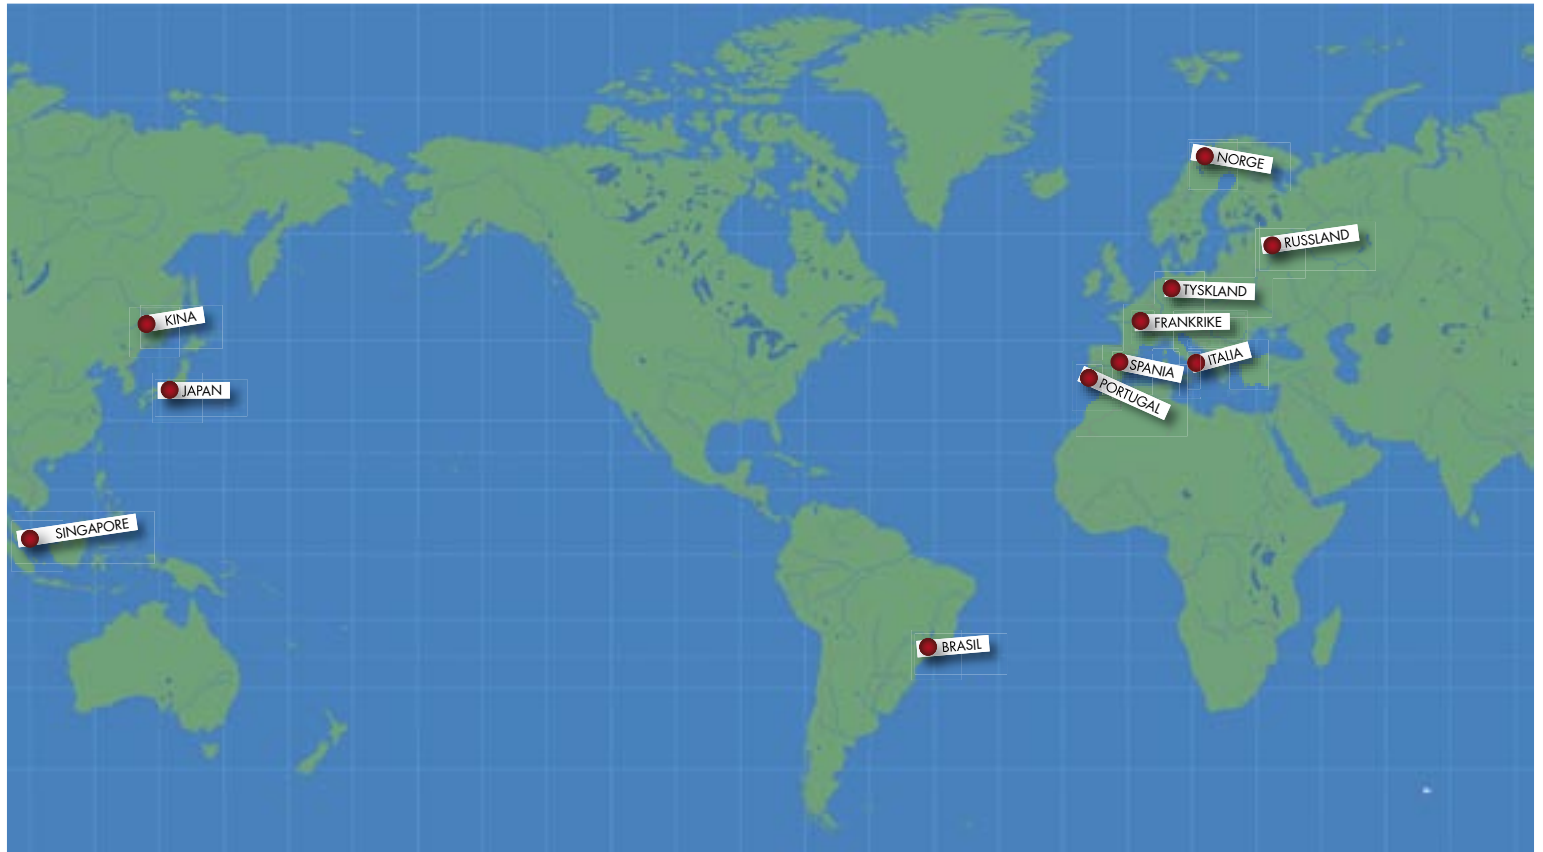 NORGE
RUSSLAND
TYSKLAND
KINA
FRANKRIKE
ITALIA
SPANIA
JAPAN
PORTUGAL
SINGAPORE
BRASIL